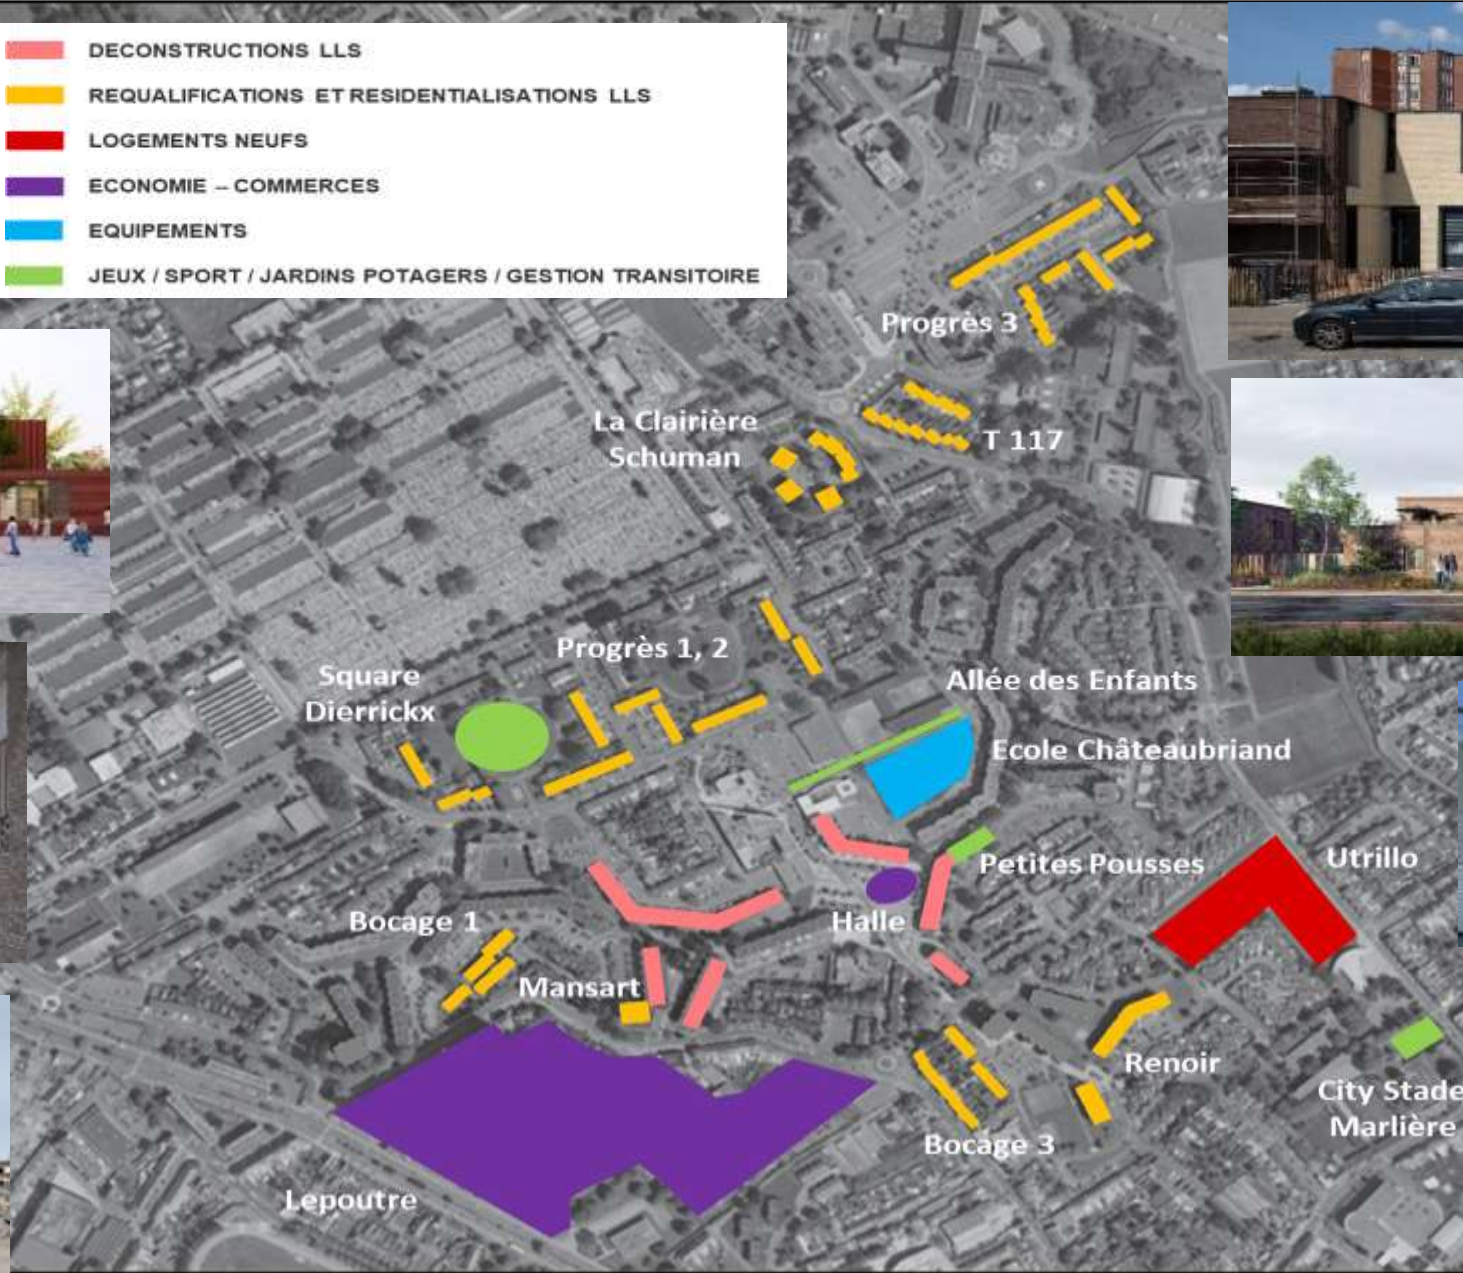 DECONSTRUCTIONS LLS
REQUALIFICATIONS ET RESIDENTIALISATIONS LLS
LOGEMENTS NEUFS
ECONOMIE – COMMERCES
EQUIPEMENTS
JEUX / SPORT / JARDINS POTAGERS / GESTION TRANSITOIRE
Progrès 3
La Clairière
Schuman
T 117
Progrès 1, 2
Square
Dierrickx
Allée des Enfants
Ecole Châteaubriand
Petites Pousses
Utrillo
Halle
Bocage 1
Mansart
Renoir
City Stade
Marlière
Bocage 3
Lepoutre